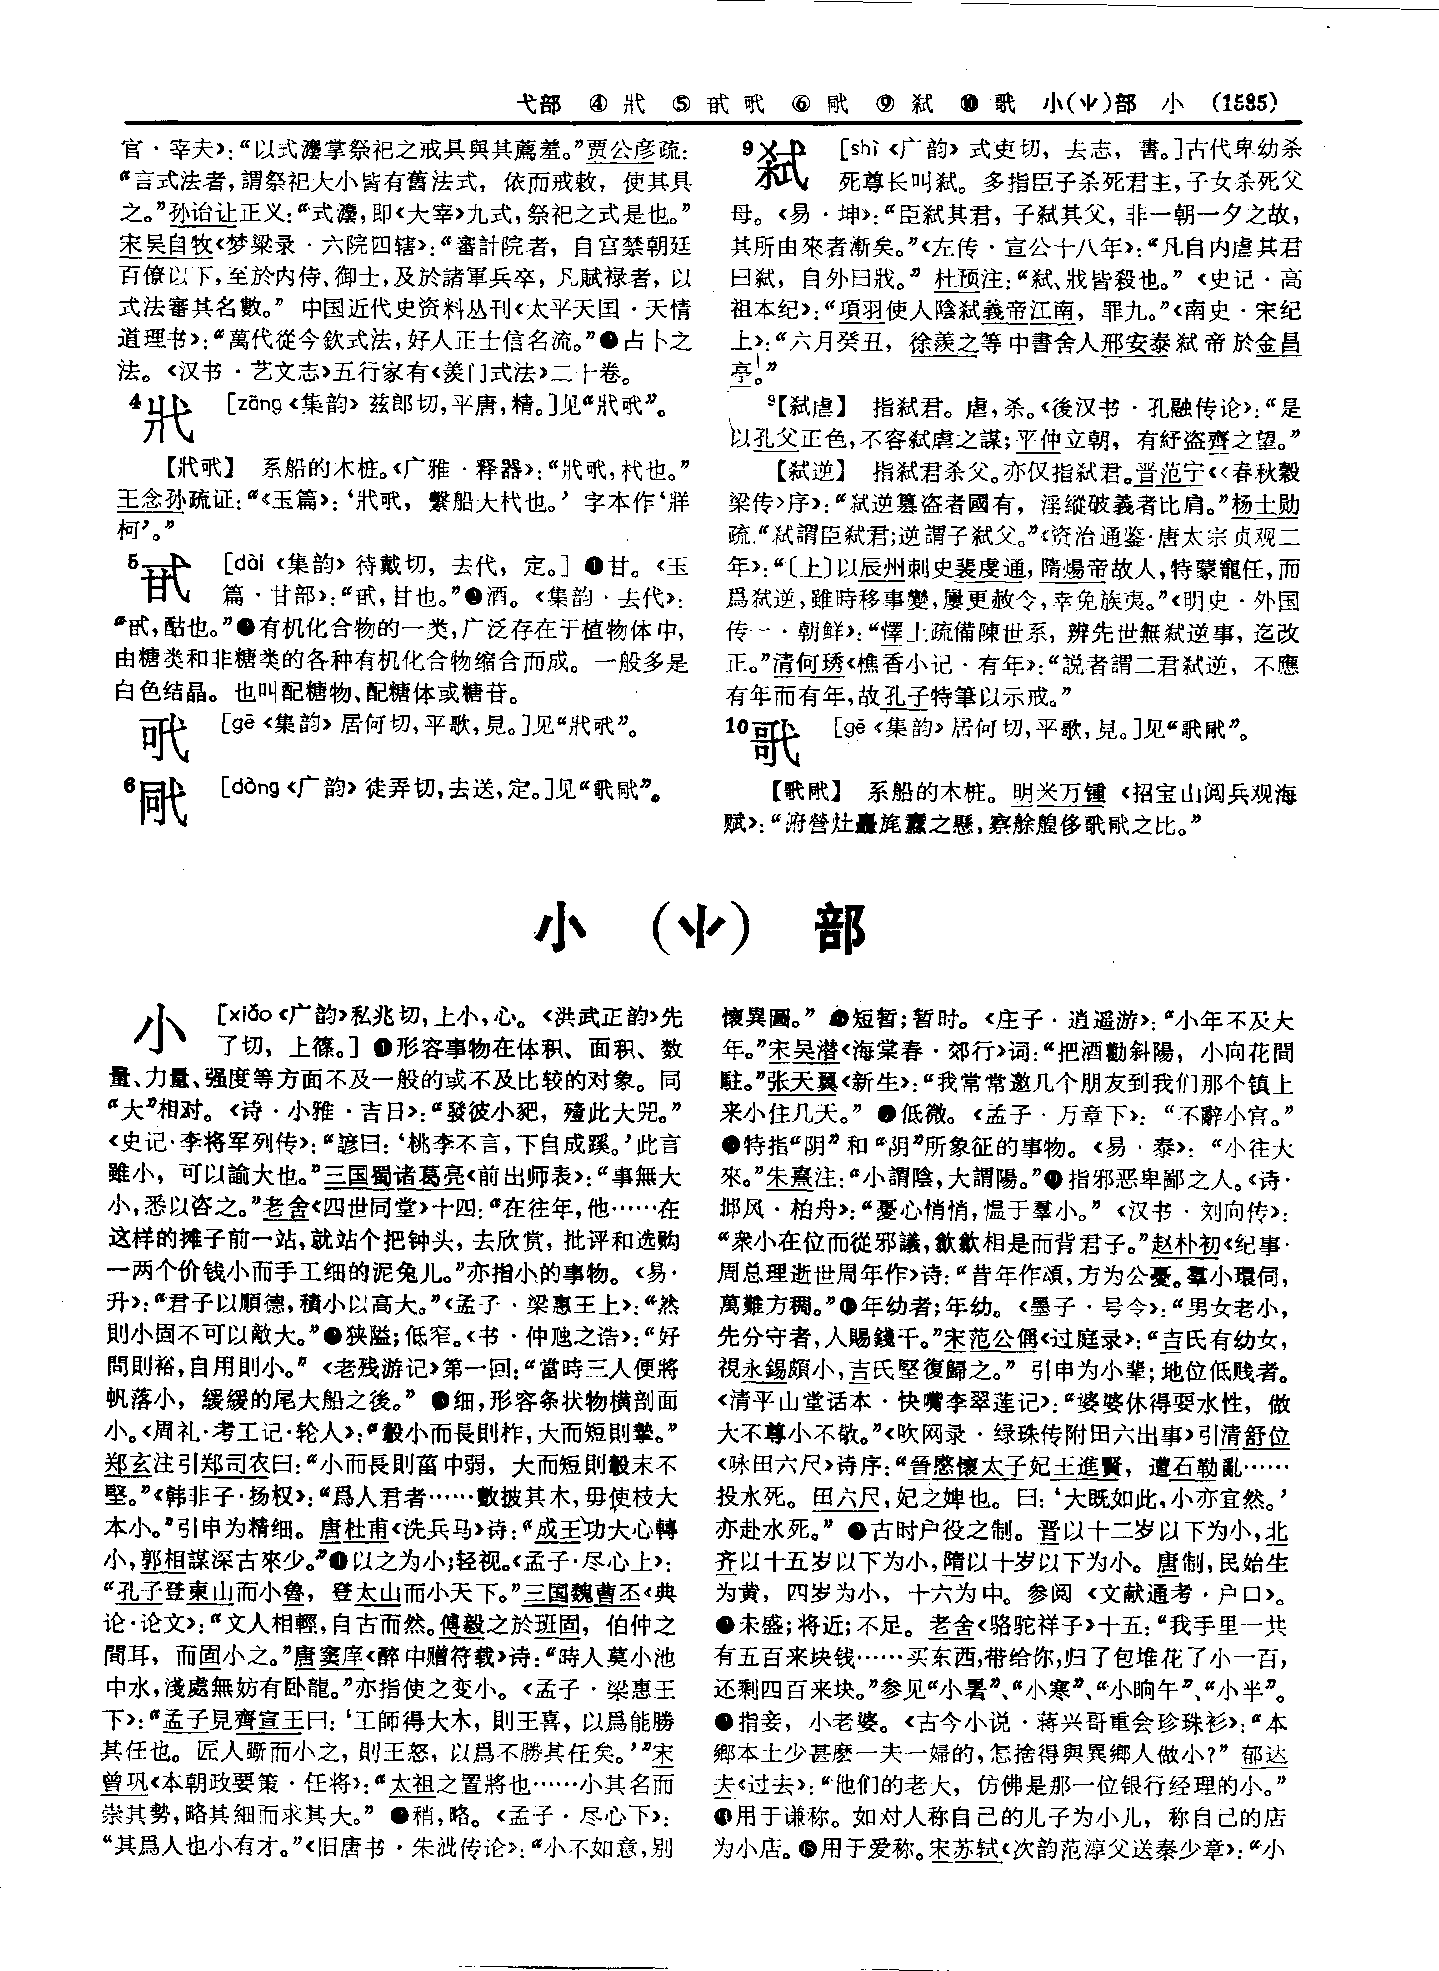 弋部 ④ 𢎁 ⑤ 甙 㢦 ⑥ 㢥 ⑨ 弑 ⑩ 𢎉 小(⺌)部 小 (1585)
官·宰夫》:“以式灋掌祭祀之戒具與其薦羞。”贾公彦疏:
“言式法者,謂祭祀大小皆有舊法式,依而戒敕,使其具
之。”孙诒让正义:“式灋,即《大宰》九式,祭祀之式是也。”
宋吴自牧《梦粱录·六院四辖》:“審計院者,自宫禁朝廷
百僚以下,至於内侍、御士,及於諸軍兵卒,凡賦禄者,以
式法審其名數。” 中国近代史资料丛刊《太平天国·天情
道理书》:“萬代從今欽式法,好人正士信名流。”❸占卜之
法。《汉书·艺文志》五行家有《羨门式法》二十卷。
4 [zāng《集韵》兹郎切,平唐,精。]见“㢦”。
系船的木桩。《广雅·释器》:“㢦,杙也。”
王念孙疏证:“《玉篇》:‘㢦,繫船大杙也。’字本作‘牂
柯’。”
5 甙 [dài《集韵》待戴切,去代,定。] ❶甘。《玉
篇·甘部》:“甙,甘也。”❷酒。《集韵·去代》:
“甙,酤也。”❸有机化合物的一类,广泛存在于植物体中,
由糖类和非糖类的各种有机化合物缩合而成。一般多是
白色结晶。也叫配糖物、配糖体或糖苷。
㢦 [gē《集韵》居何切,平歌,見。]见“㢦”。
6 㢥 [dòng《广韵》徒弄切,去送,定。]见“㢥”。
9 弑 [shì《广韵》式吏切,去志,書。]古代卑幼杀
死尊长叫弑。多指臣子杀死君主,子女杀死父
母。《易·坤》:“臣弑其君,子弑其父,非一朝一夕之故,
其所由來者漸矣。”《左传·宣公十八年》:“凡自内虐其君
曰弑,自外曰戕。” 杜预注:“弑、戕皆殺也。”《史记·高
祖本纪》:“項羽使人陰弑義帝江南,罪九。”《南史·宋纪
上》:“六月癸丑,徐羨之等中書舍人邢安泰弑帝於金昌
亭。”
9【弑虐】 指弑君。虐,杀。《後汉书·孔融传论》:“是
以孔父正色,不容弑虐之謀;平仲立朝,有紓盗齊之望。”
【弑逆】 指弑君杀父。亦仅指弑君。晋范宁《〈春秋穀
梁传〉序》:“弑逆篡盗者國有,淫縱破義者比肩。”杨士勋
疏:“弑謂臣弑君;逆謂子弑父。”《资治通鉴·唐太宗贞观二
年》:“〔上〕以辰州刺史裴虔通,隋煬帝故人,特蒙寵任,而
爲弑逆,雖時移事變,屢更赦令,幸免族夷。”《明史·外国
传一·朝鲜》:“懌上疏備陳世系,辨先世無弑逆事,迄改
正。”清何琇《樵香小记·有年》:“説者謂二君弑逆,不應
有年而有年,故孔子特筆以示戒。”
10 [gē《集韵》居何切,平歌,見。]见“㢥”。
系船的木桩。明米万锺《招宝山阅兵观海
赋》:“㳍營灶纛旄之懸,察艅艎侈㢥之比。”
小(⺌) 部
小 [xiǎo《广韵》私兆切,上小,心。《洪武正韵》先
了切,上篠。] ❶形容事物在体积、面积、数
量、力量、强度等方面不及一般的或不及比较的对象。同
“大”相对。《诗·小雅·吉日》:“發彼小豝,殪此大兕。”
《史记·李将军列传》:“諺曰:‘桃李不言,下自成蹊。’此言
雖小,可以諭大也。”三国蜀诸葛亮《前出师表》:“事無大
小,悉以咨之。”老舍《四世同堂》十四:“在往年,他……在
这样的摊子前一站,就站个把钟头,去欣赏,批评和选购
一两个价钱小而手工细的泥兔儿。”亦指小的事物。《易·
升》:“君子以順德,積小以高大。”《孟子·梁惠王上》:“然
則小固不可以敵大。”❷狭隘;低窄。《书·仲虺之诰》:“好
問則裕,自用則小。”《老残游记》第一回:“當時三人便將
帆落小,緩緩的尾大船之後。” ❸细,形容条状物横剖面
小。《周礼·考工记·轮人》:“轂小而長則柞,大而短則摯。”
郑玄注引郑司农曰:“小而長則菑中弱,大而短則轂末不
堅。”《韩非子·扬权》:“爲人君者……數披其木,毋使枝大
本小。”引申为精细。唐杜甫《洗兵马》诗:“成王功大心轉
小,郭相謀深古來少。”❹以之为小;轻视。《孟子·尽心上》:
“孔子登東山而小魯,登太山而小天下。”三国魏曹丕《典
论·论文》:“文人相輕,自古而然。傅毅之於班固,伯仲之
間耳,而固小之。”唐窦庠《醉中赠符载》诗:“時人莫小池
中水,淺處無妨有卧龍。”亦指使之变小。《孟子·梁惠王
下》:“孟子見齊宣王曰:‘工師得大木,則王喜,以爲能勝
其任也。匠人斲而小之,則王怒,以爲不勝其任矣。’”宋
曾巩《本朝政要策·任将》:“太祖之置將也……小其名而
崇其勢,略其細而求其大。” ❺稍,略。《孟子·尽心下》:
“其爲人也小有才。”《旧唐书·朱泚传论》:“小不如意,别
懷異圖。” ❻短暂;暂时。《庄子·逍遥游》:“小年不及大
年。”宋吴潜《海棠春·郊行》词:“把酒勸斜陽,小向花間
駐。”张天翼《新生》:“我常常邀几个朋友到我们那个镇上
来小住几天。” ❼低微。《孟子·万章下》:“不辭小官。”
❽特指“阴”和“阴”所象征的事物。《易·泰》:“小往大
來。”朱熹注:“小謂陰,大謂陽。”❾指邪恶卑鄙之人。《诗·
邶风·柏舟》:“憂心悄悄,愠于羣小。”《汉书·刘向传》:
“衆小在位而從邪議,歙歙相是而背君子。”赵朴初《纪事·
周总理逝世周年作》诗:“昔年作頌,方为公憂。羣小環伺,
萬難方稠。”❿年幼者;年幼。《墨子·号令》:“男女老小,
先分守者,人賜錢千。”宋范公偁《过庭录》:“吉氏有幼女,
視永錫頗小,吉氏堅復歸之。” 引申为小辈;地位低贱者。
《清平山堂话本·快嘴李翠莲记》:“婆婆休得耍水性,做
大不尊小不敬。”《吹网录·绿珠传附田六出事》引清舒位
《咏田六尺》诗序:“晉愍懷太子妃王進賢,遭石勒亂……
投水死。田六尺,妃之婢也。曰:‘大既如此,小亦宜然。’
亦赴水死。” ⓫古时户役之制。晋以十二岁以下为小,北
齐以十五岁以下为小,隋以十岁以下为小。唐制,民始生
为黄,四岁为小,十六为中。参阅《文献通考·户口》。
⓬未盛;将近;不足。老舍《骆驼祥子》十五:“我手里一共
有五百来块钱……买东西,带给你,归了包堆花了小一百,
还剩四百来块。”参见“小暑”、“小寒”、“小晌午”、“小半”。
⓭指妾,小老婆。《古今小说·蒋兴哥重会珍珠衫》:“本
鄉本土少甚麽一夫一婦的,怎捨得與異鄉人做小?” 郁达
夫《过去》:“他们的老大,仿佛是那一位银行经理的小。”
⓮用于谦称。如对人称自己的儿子为小儿,称自己的店
为小店。⓯用于爱称。宋苏轼《次韵范淳父送秦少章》:“小